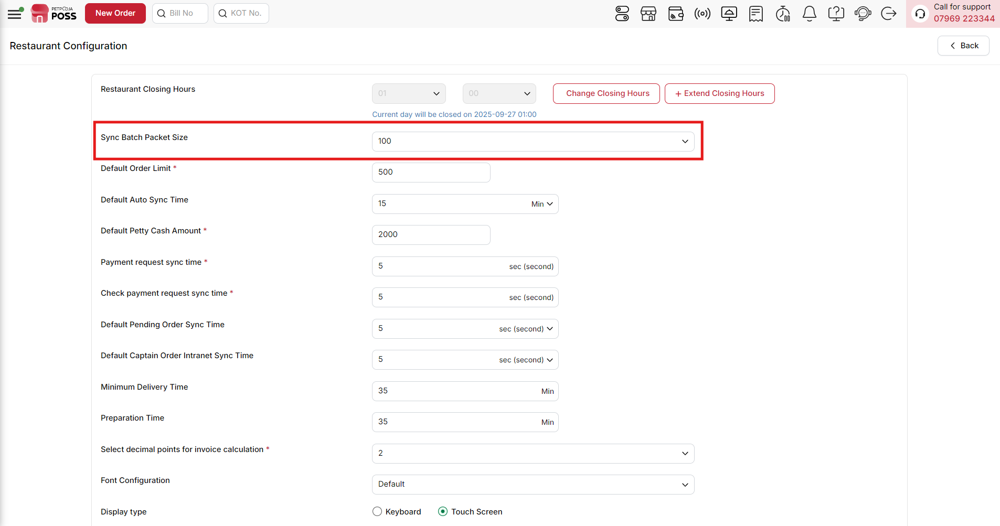 PETPOOJA
POSS
New Order
Bill No
KOT No.
Call for support
07969 223344
Restaurant Configuration
Back
Restaurant Closing Hours
01
00
Change Closing Hours
+ Extend Closing Hours
Current day will be closed on 2025-09-27 01:00
Sync Batch Packet Size
100
Default Order Limit *
500
Default Auto Sync Time
15
Min
Default Petty Cash Amount *
2000
Payment request sync time *
5
sec (second)
Check payment request sync time *
5
sec (second)
Default Pending Order Sync Time
5
sec (second)
Default Captain Order Intranet Sync Time
5
sec (second)
Minimum Delivery Time
35
Min
Preparation Time
35
Min
Select decimal points for invoice calculation *
2
Font Configuration
Default
Display type
Keyboard
Touch Screen